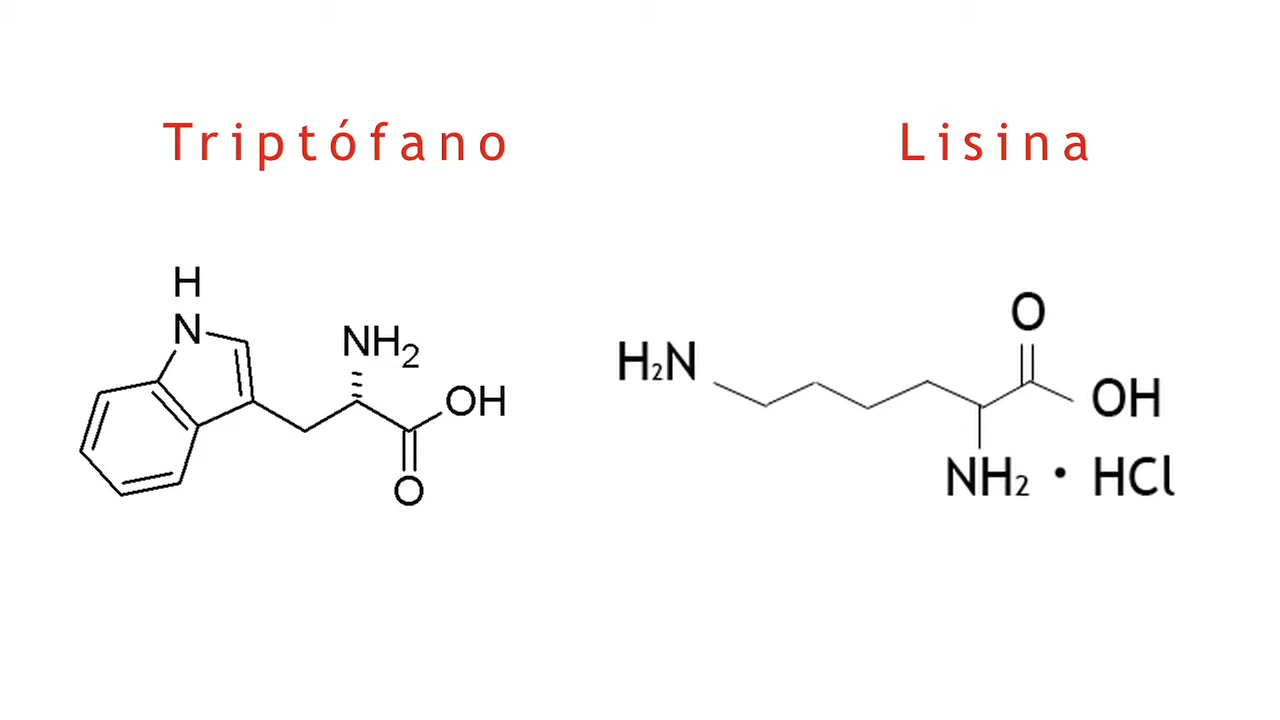 Triptófano
Lisina
H
N
NH2
OH
O
H2N
O
OH
NH2 • HCl